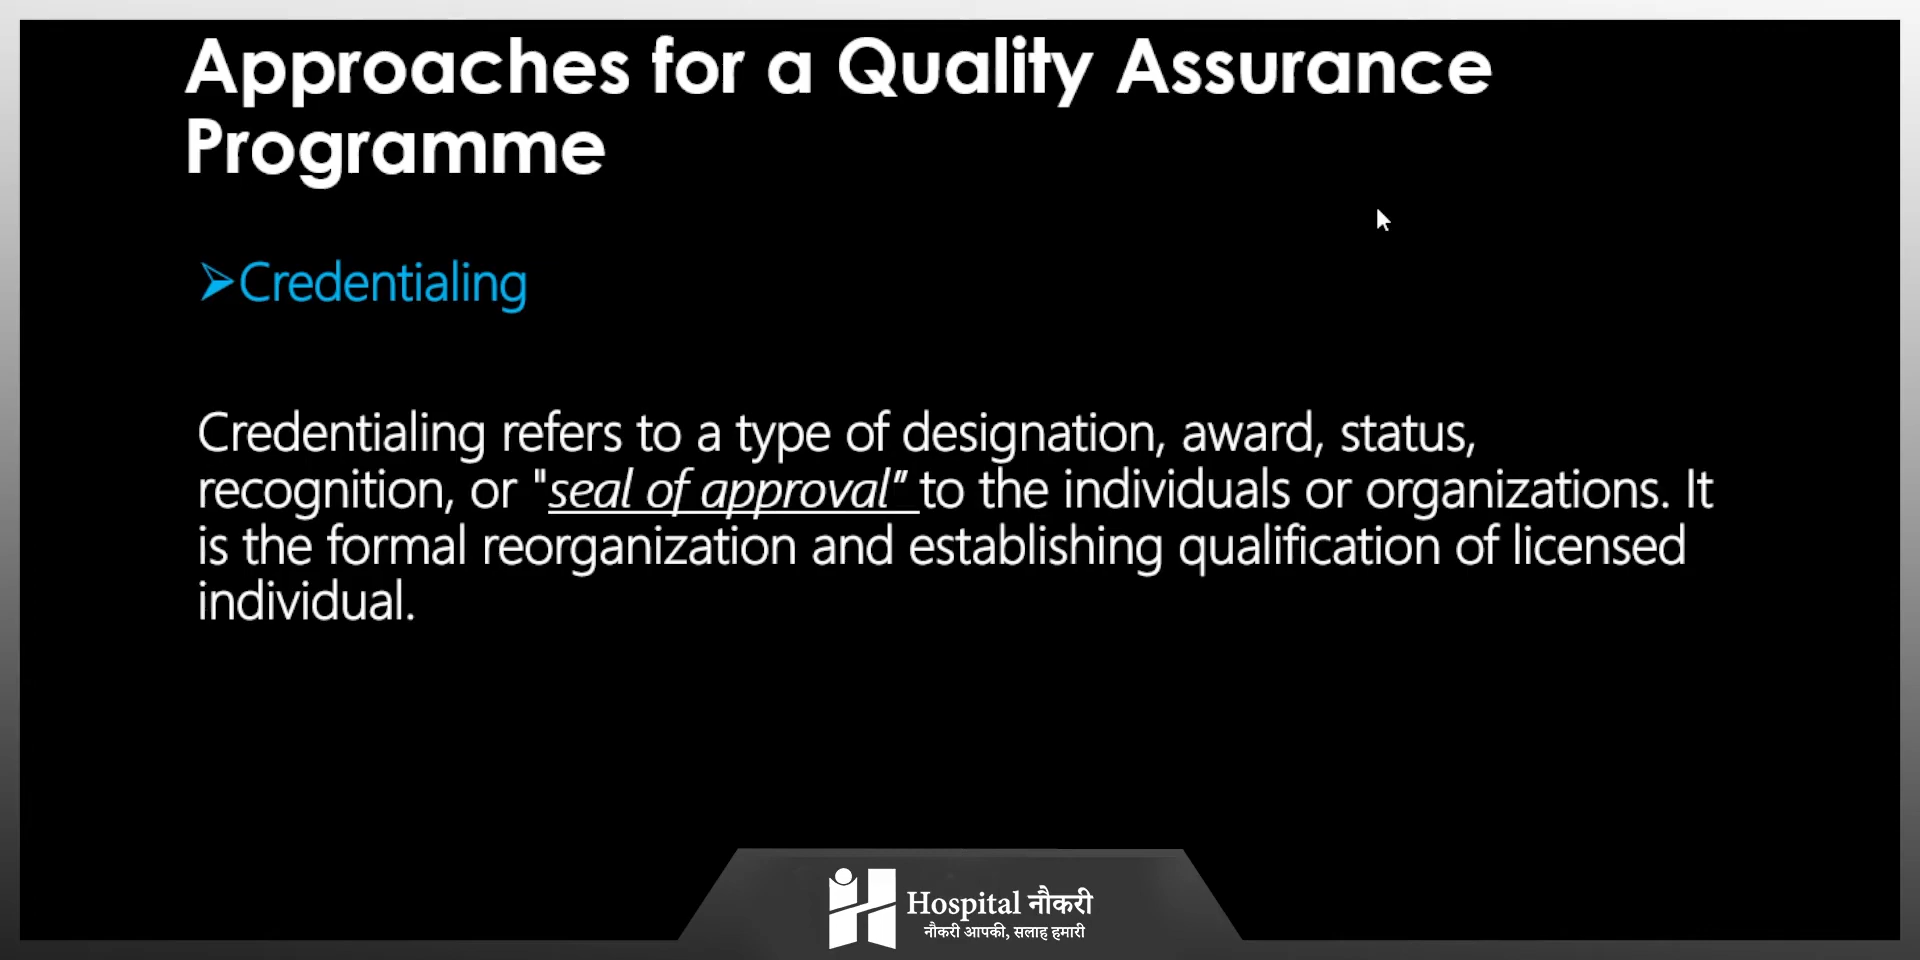 Approaches for a Quality Assurance
Programme
➢Credentialing
Credentialing refers to a type of designation, award, status,
recognition, or "seal of approval” to the individuals or organizations. It
is the formal reorganization and establishing qualification of licensed
individual.
Hospital नौकरी
नौकरी आपकी, सलाह हमारी